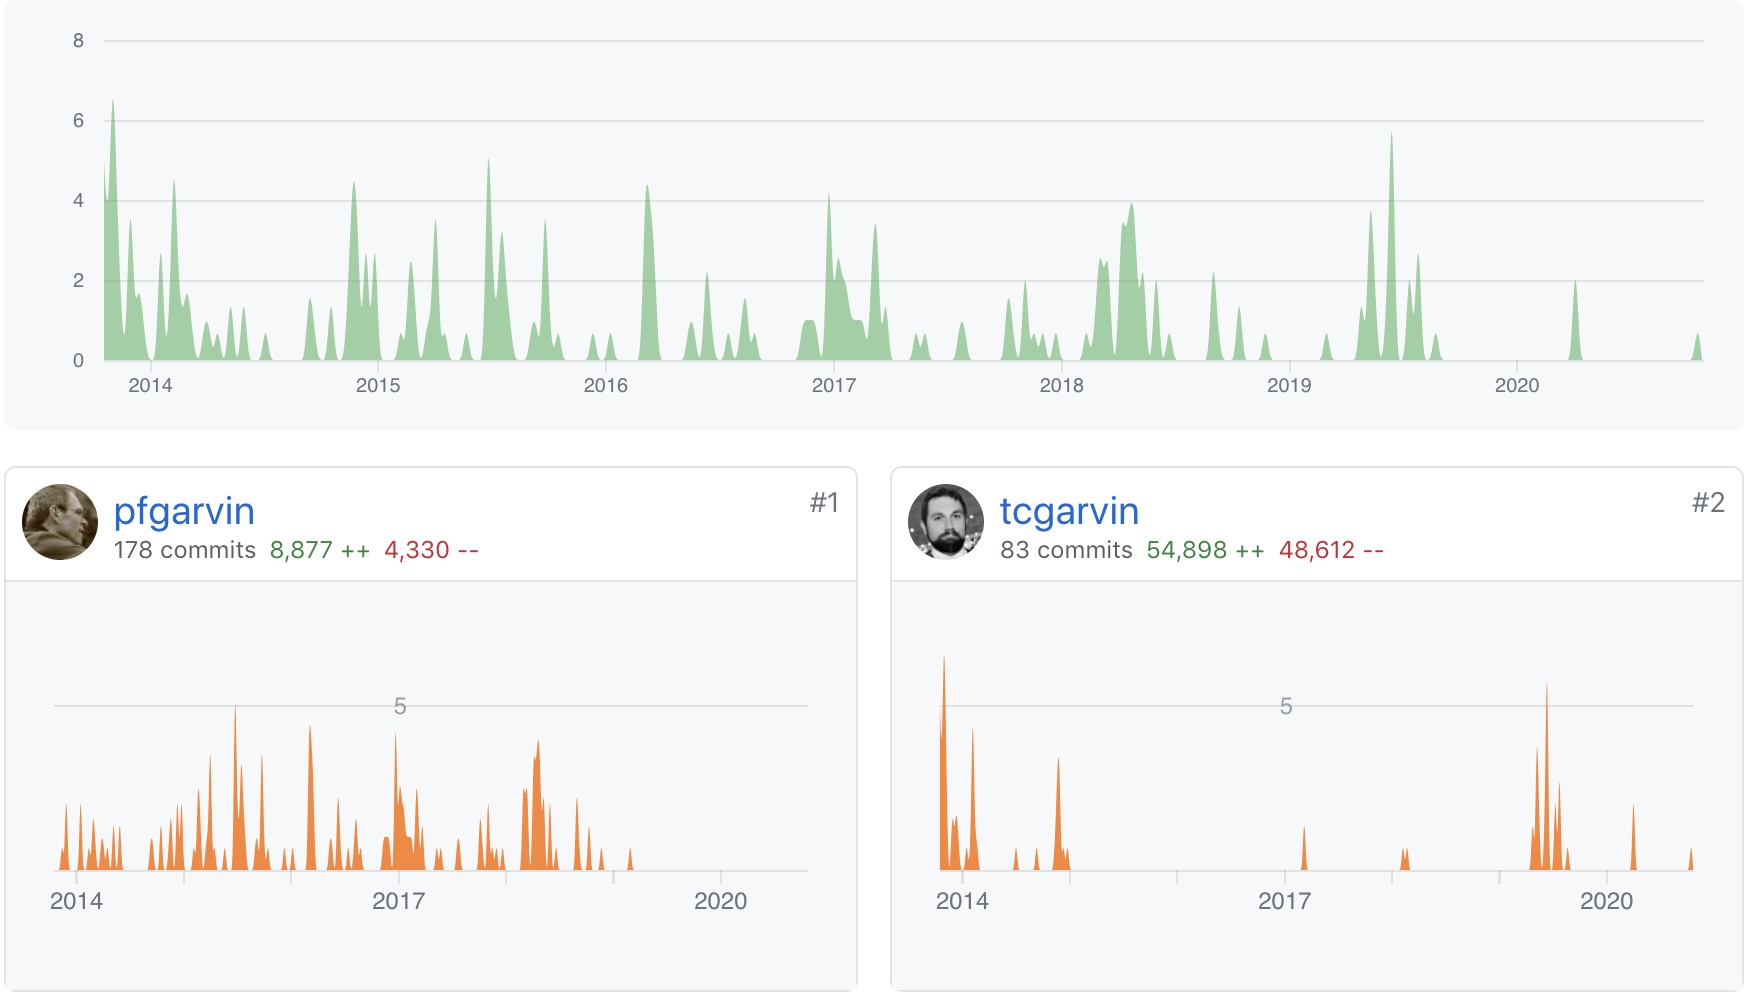 8
6
4
2
0
2014 2015 2016 2017 2018 2019 2020
pfgarvin #1
178 commits 8,877 ++ 4,330 --
5
2014 2017 2020
tcgarvin #2
83 commits 54,898 ++ 48,612 --
5
2014 2017 2020